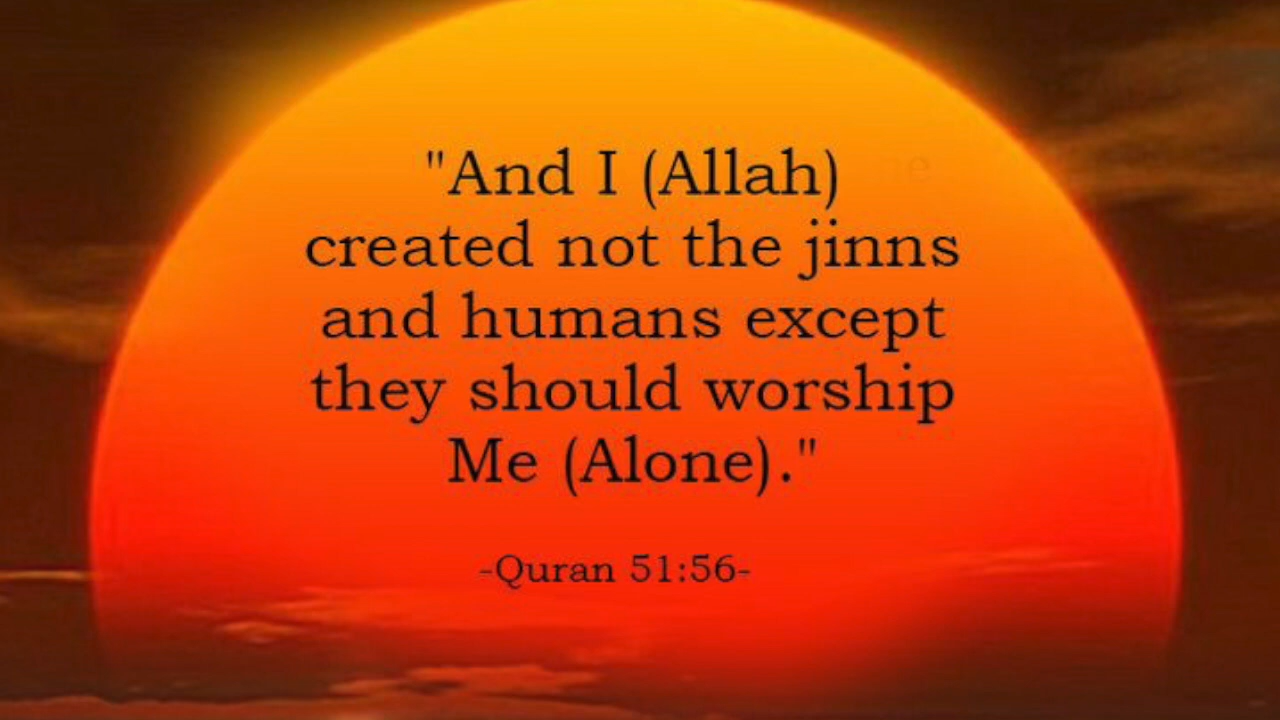 "And I (Allah)
created not the jinns
and humans except
they should worship
Me (Alone)."
-Quran 51:56-